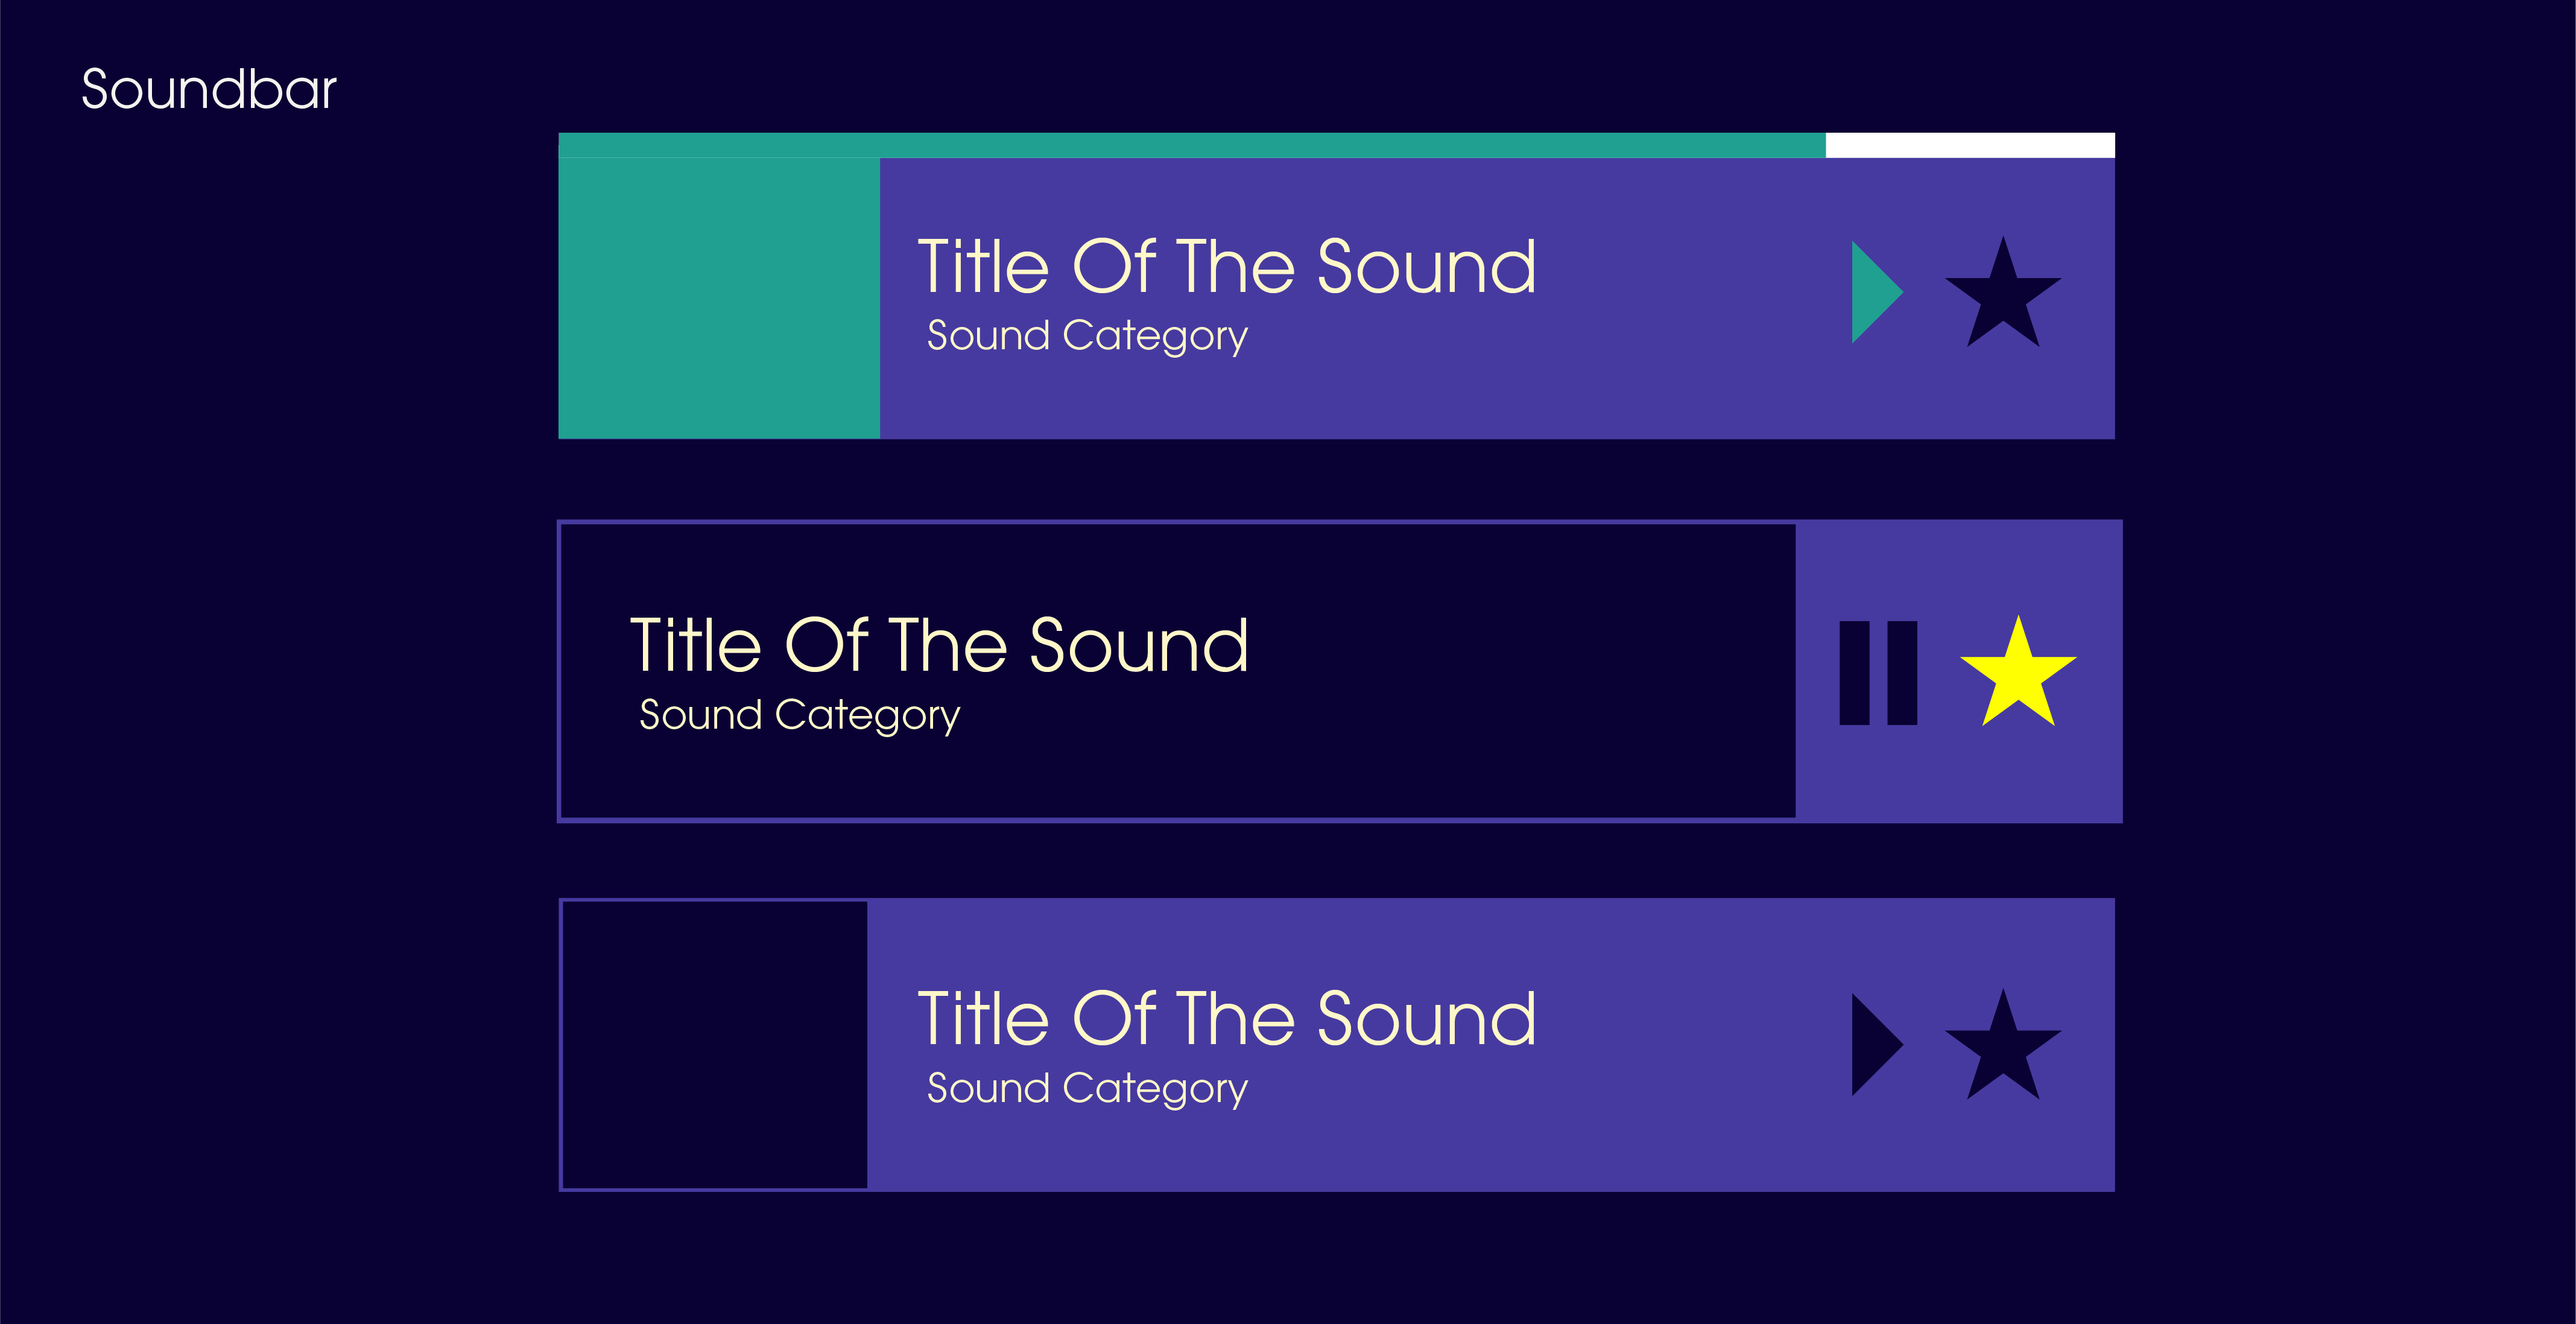 Soundbar
Title Of The Sound
Sound Category
Title Of The Sound
Sound Category
Title Of The Sound
Sound Category